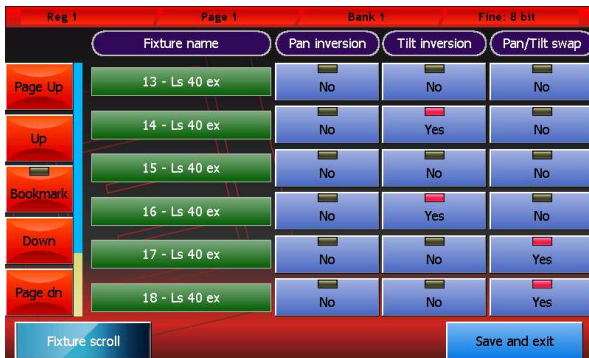 Reg 1 Page 1 Bank 1 Fine: 8 bit
Fixture name Pan inversion Tilt inversion Pan/Tilt swap
Page Up 13 - Ls 40 ex No No No
Up 14 - Ls 40 ex No Yes No
15 - Ls 40 ex No No No
Bookmark 16 - Ls 40 ex No Yes No
Down 17 - Ls 40 ex No No Yes
Page dn 18 - Ls 40 ex No No Yes
Fixture scroll Save and exit